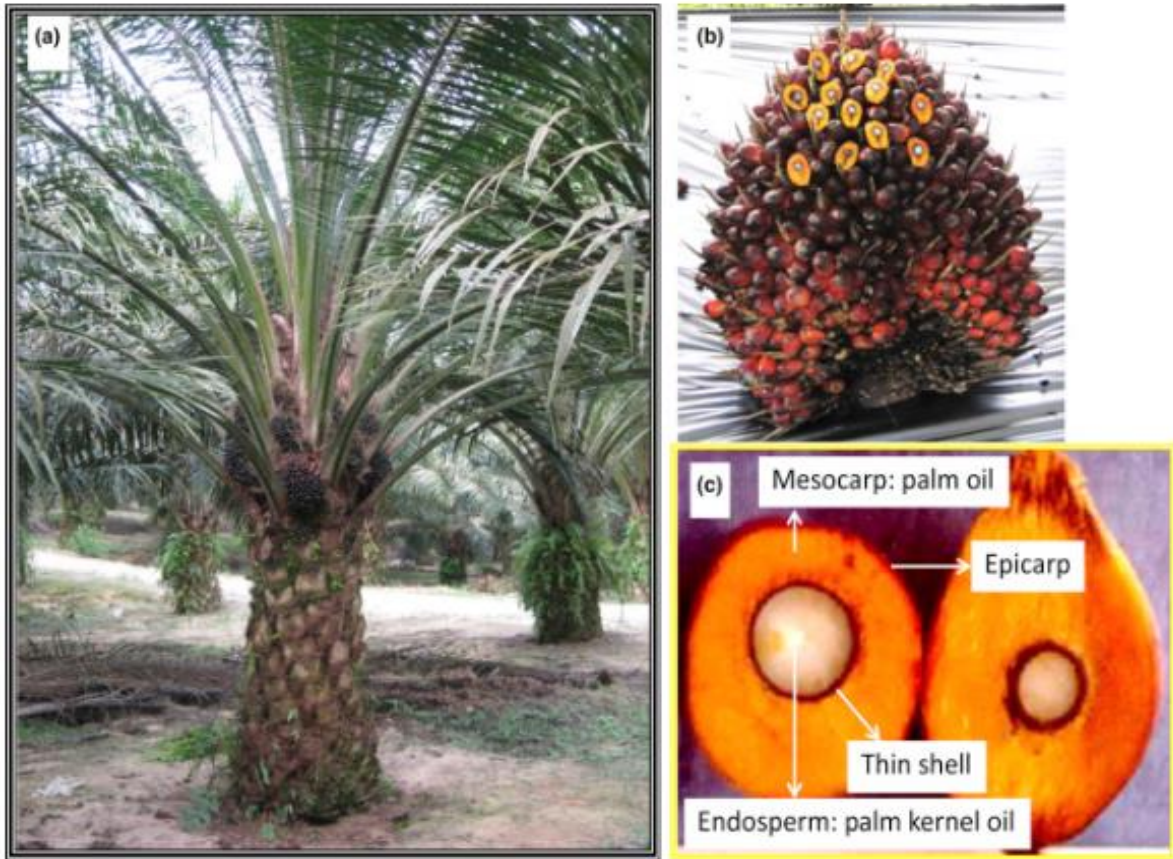 (a)
(b)
(c)
Mesocarp: palm oil
Epicarp
Thin shell
Endosperm: palm kernel oil